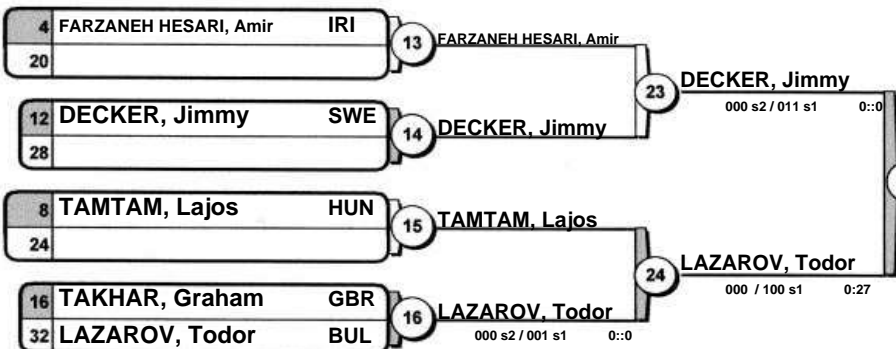 4 FARZANEH HESARI, Amir IRI
20
13 FARZANEH HESARI, Amir
12 DECKER, Jimmy SWE
28
14 DECKER, Jimmy
23 DECKER, Jimmy
000 s2 / 011 s1 0::0
8 TAMTAM, Lajos HUN
24
15 TAMTAM, Lajos
16 TAKHAR, Graham GBR
32 LAZAROV, Todor BUL
16 LAZAROV, Todor
000 s2 / 001 s1 0::0
24 LAZAROV, Todor
000 / 100 s1 0:27